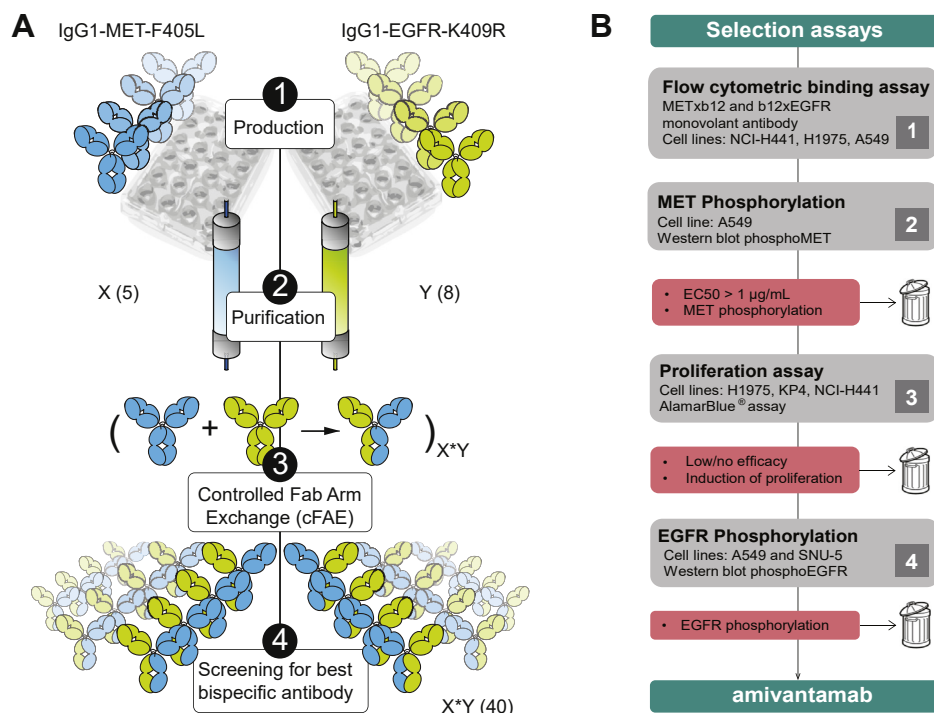 A
IgG1-MET-F405L
IgG1-EGFR-K409R
1
Production
X (5)
Y (8)
2
Purification
( + → ) X*Y
3
Controlled Fab Arm
Exchange (cFAE)
4
Screening for best
bispecific antibody
X*Y (40)
B
Selection assays
Flow cytometric binding assay
METxb12 and b12xEGFR
monovolant antibody
Cell lines: NCI-H441, H1975, A549
1
MET Phosphorylation
Cell line: A549
Western blot phosphoMET
2
• EC50 > 1 µg/mL
• MET phosphorylation
Proliferation assay
Cell lines: H1975, KP4, NCI-H441
AlamarBlue® assay
3
• Low/no efficacy
• Induction of proliferation
EGFR Phosphorylation
Cell lines: A549 and SNU-5
Western blot phosphoEGFR
4
• EGFR phosphorylation
amivantamab